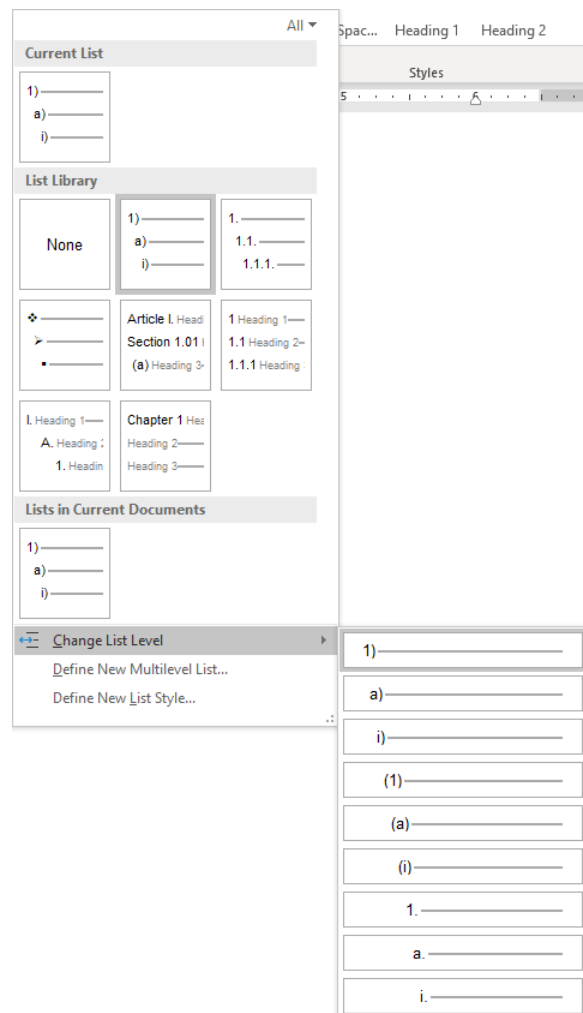 All
Spac... Heading 1 Heading 2
Current List
Styles
1)
a)
i)
5 6
List Library
None
1)
a)
i)
1.
1.1.
1.1.1.
❖
➢
▪
Article I. Head
Section 1.01
(a) Heading 3
1 Heading 1
1.1 Heading 2
1.1.1 Heading
I. Heading 1
A. Heading 2
1. Headin
Chapter 1 Hea
Heading 2
Heading 3
Lists in Current Documents
1)
a)
i)
Change List Level
Define New Multilevel List...
Define New List Style...
1)
a)
i)
(1)
(a)
(i)
1.
a.
i.